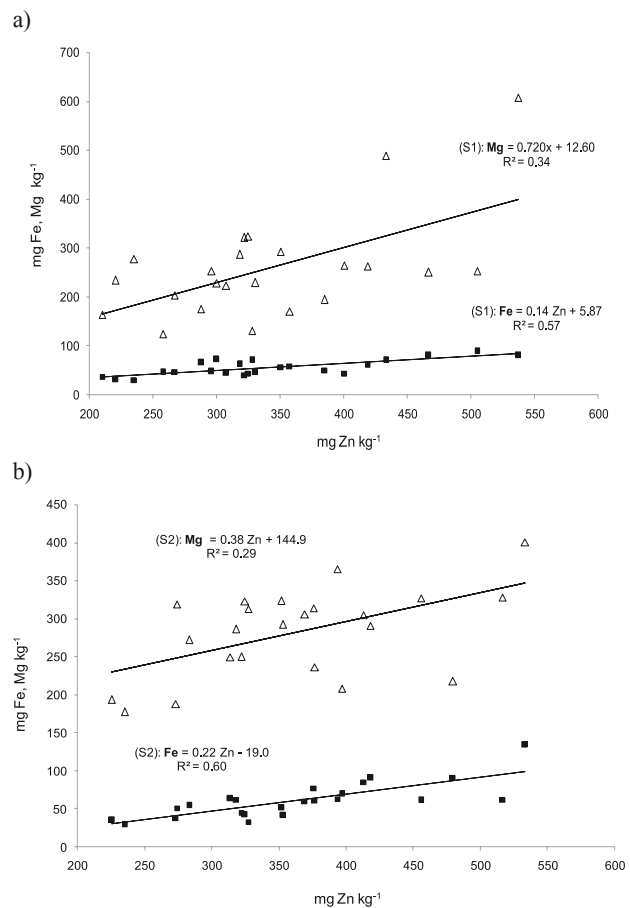 a)
700
600
500
400
300
200
100
0
mg Fe, Mg kg-1
(S1): Mg = 0.720x + 12.60
R² = 0.34
(S1): Fe = 0.14 Zn + 5.87
R² = 0.57
200 250 300 350 400 450 500 550 600
mg Zn kg-1
b)
450
400
350
300
250
200
150
100
50
0
mg Fe, Mg kg-1
(S2): Mg = 0.38 Zn + 144.9
R² = 0.29
(S2): Fe = 0.22 Zn - 19.0
R² = 0.60
200 250 300 350 400 450 500 550 600
mg Zn kg-1